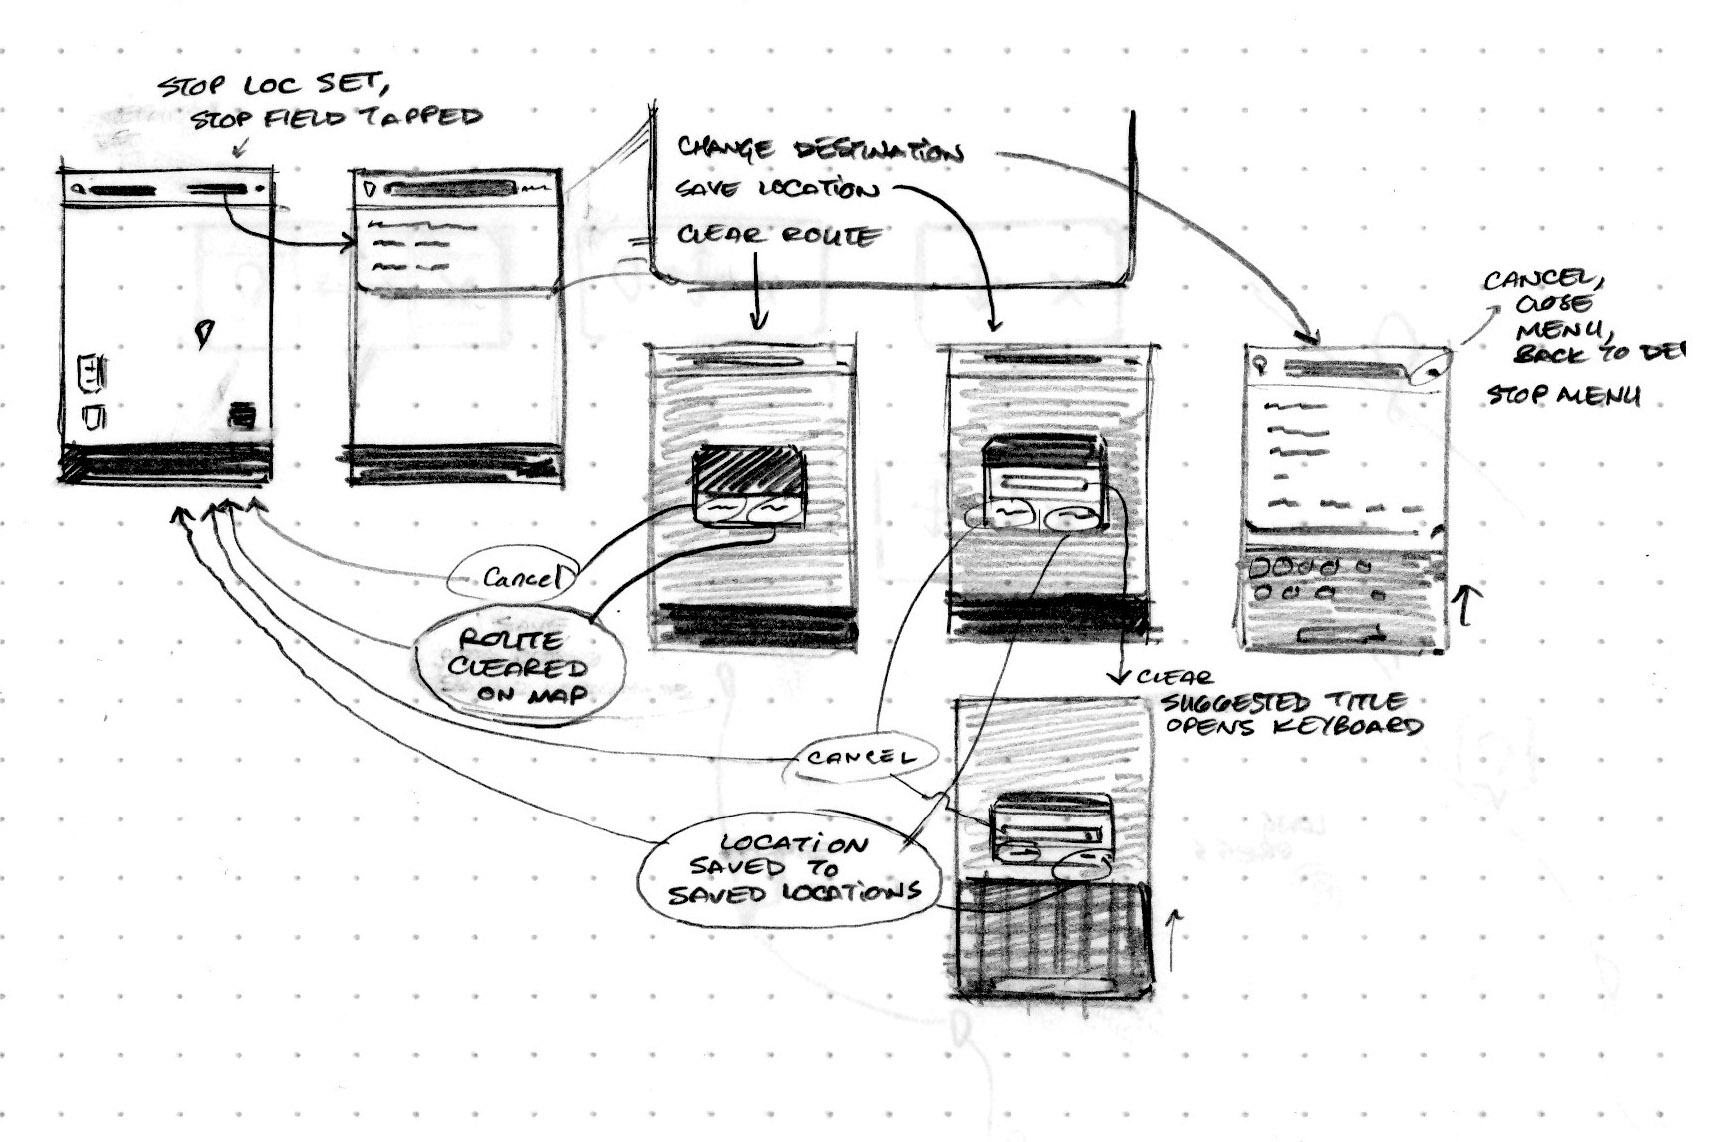 STOP LOC SET,
STOP FIELD TAPPED
CHANGE DESTINATION
SAVE LOCATION
CLEAR ROUTE
CANCEL,
CLOSE
MENU,
BACK TO DE
STOP MENU
Cancel
ROUTE
CLEARED
ON MAP
CLEAR
SUGGESTED TITLE
OPENS KEYBOARD
CANCEL
LOCATION
SAVED TO
SAVED LOCATIONS